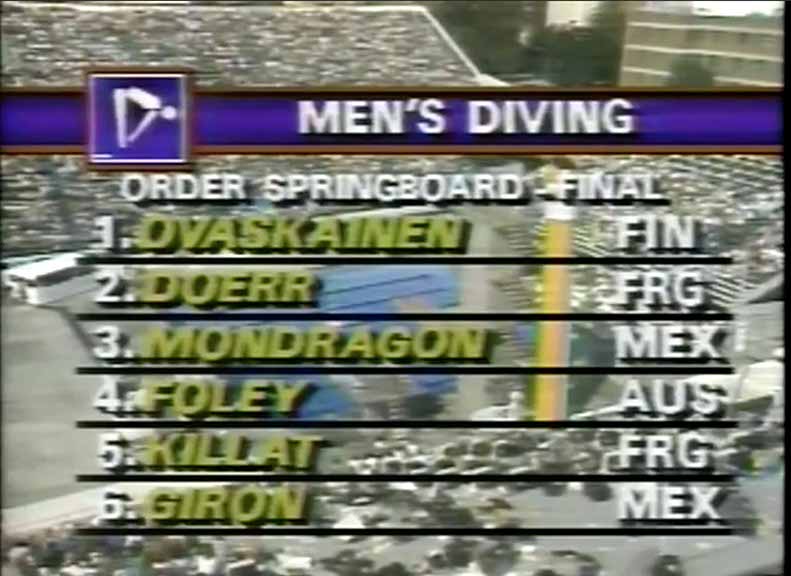 MEN'S DIVING
ORDER SPRINGBOARD - FINAL
1. OVASKAINEN FIN
2. DOERR FRG
3. MONDRAGON MEX
4. FOLEY AUS
5. KILLAT FRG
6. GIRON MEX